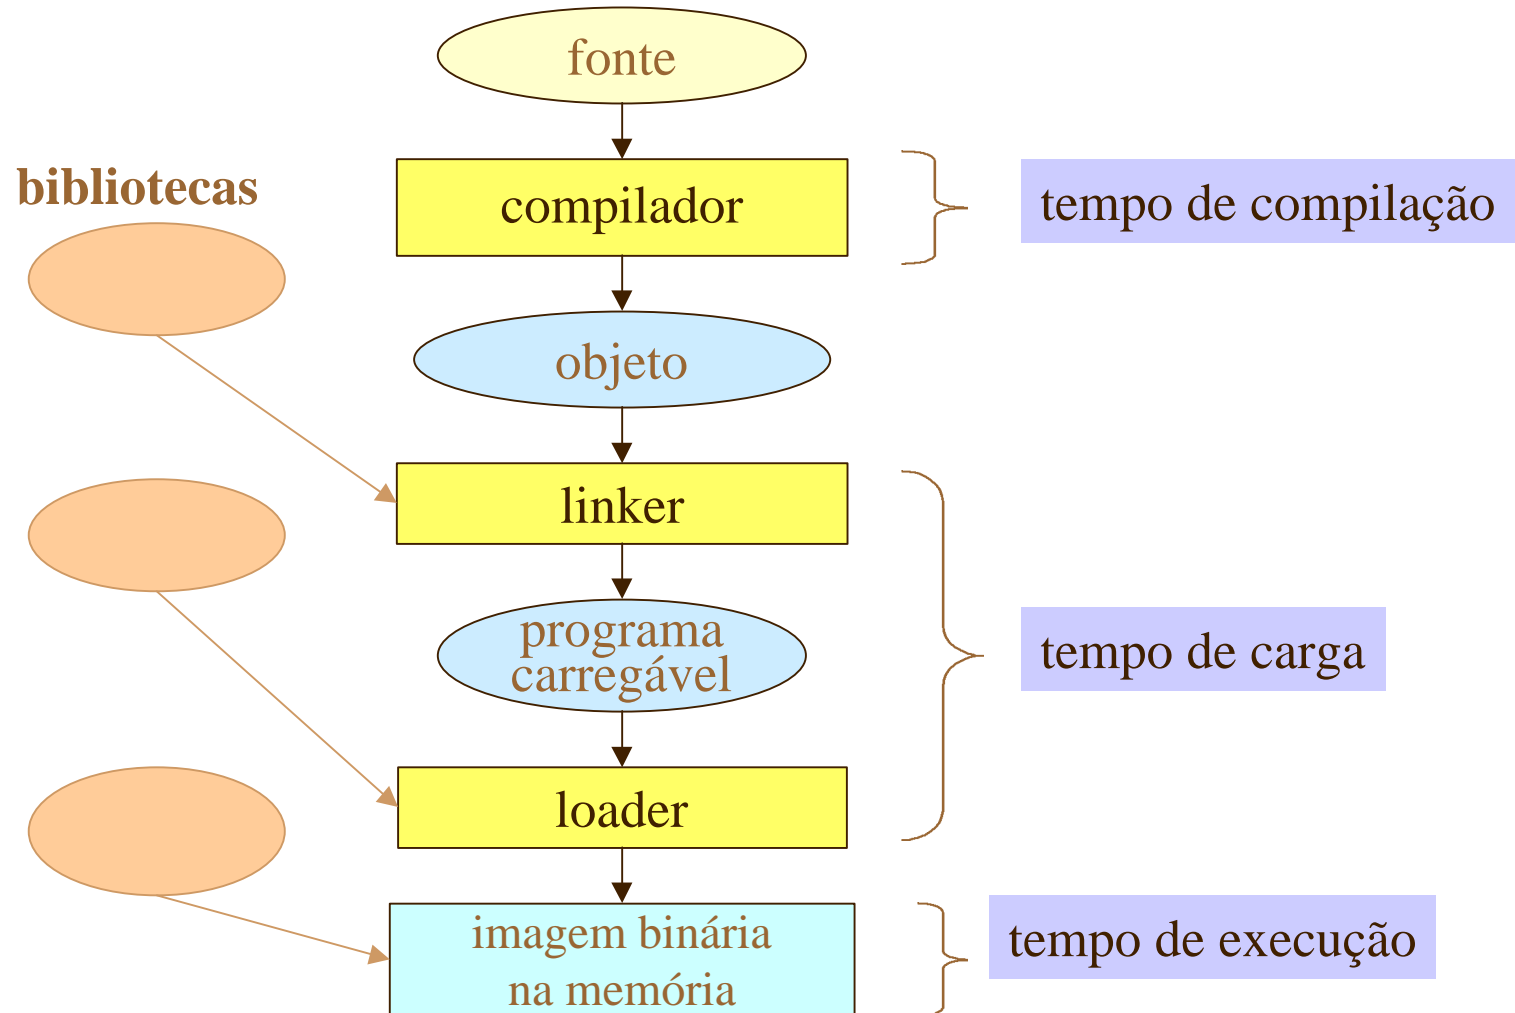 fonte
bibliotecas
compilador
tempo de compilação
objeto
linker
programa
carregável
tempo de carga
loader
imagem binária
na memória
tempo de execução